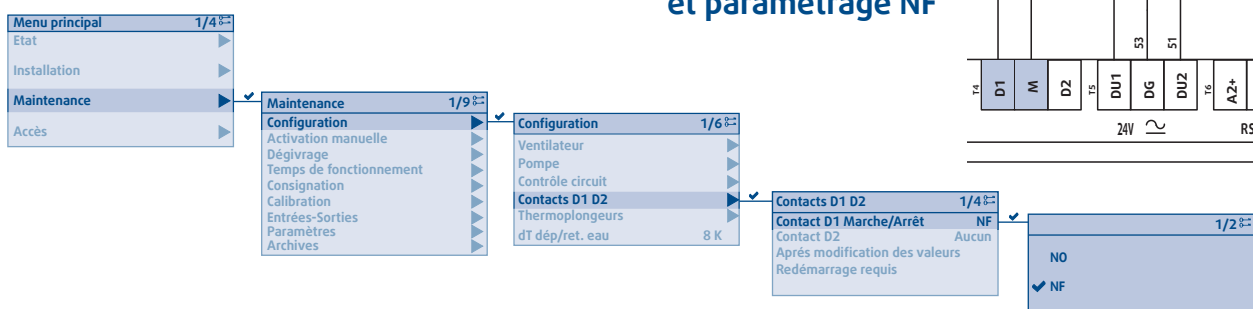 et paramétrage NF
Menu principal 1/4
Etat
Installation
Maintenance
Accès
Maintenance 1/9
Configuration
Activation manuelle
Dégivrage
Temps de fonctionnement
Consignation
Calibration
Entrées-Sorties
Paramètres
Archives
Configuration 1/6
Ventilateur
Pompe
Contrôle circuit
Contacts D1 D2
Thermoplongeurs
dT dép/ret. eau 8 K
Contacts D1 D2 1/4
Contact D1 Marche/Arrêt NF
Contact D2 Aucun
Aprés modification des valeurs
Redémarrage requis
1/2
NO
NF
53
51
T4
D1
M
D2
T5
DU1
DG
DU2
T6
A2+
24V
RS